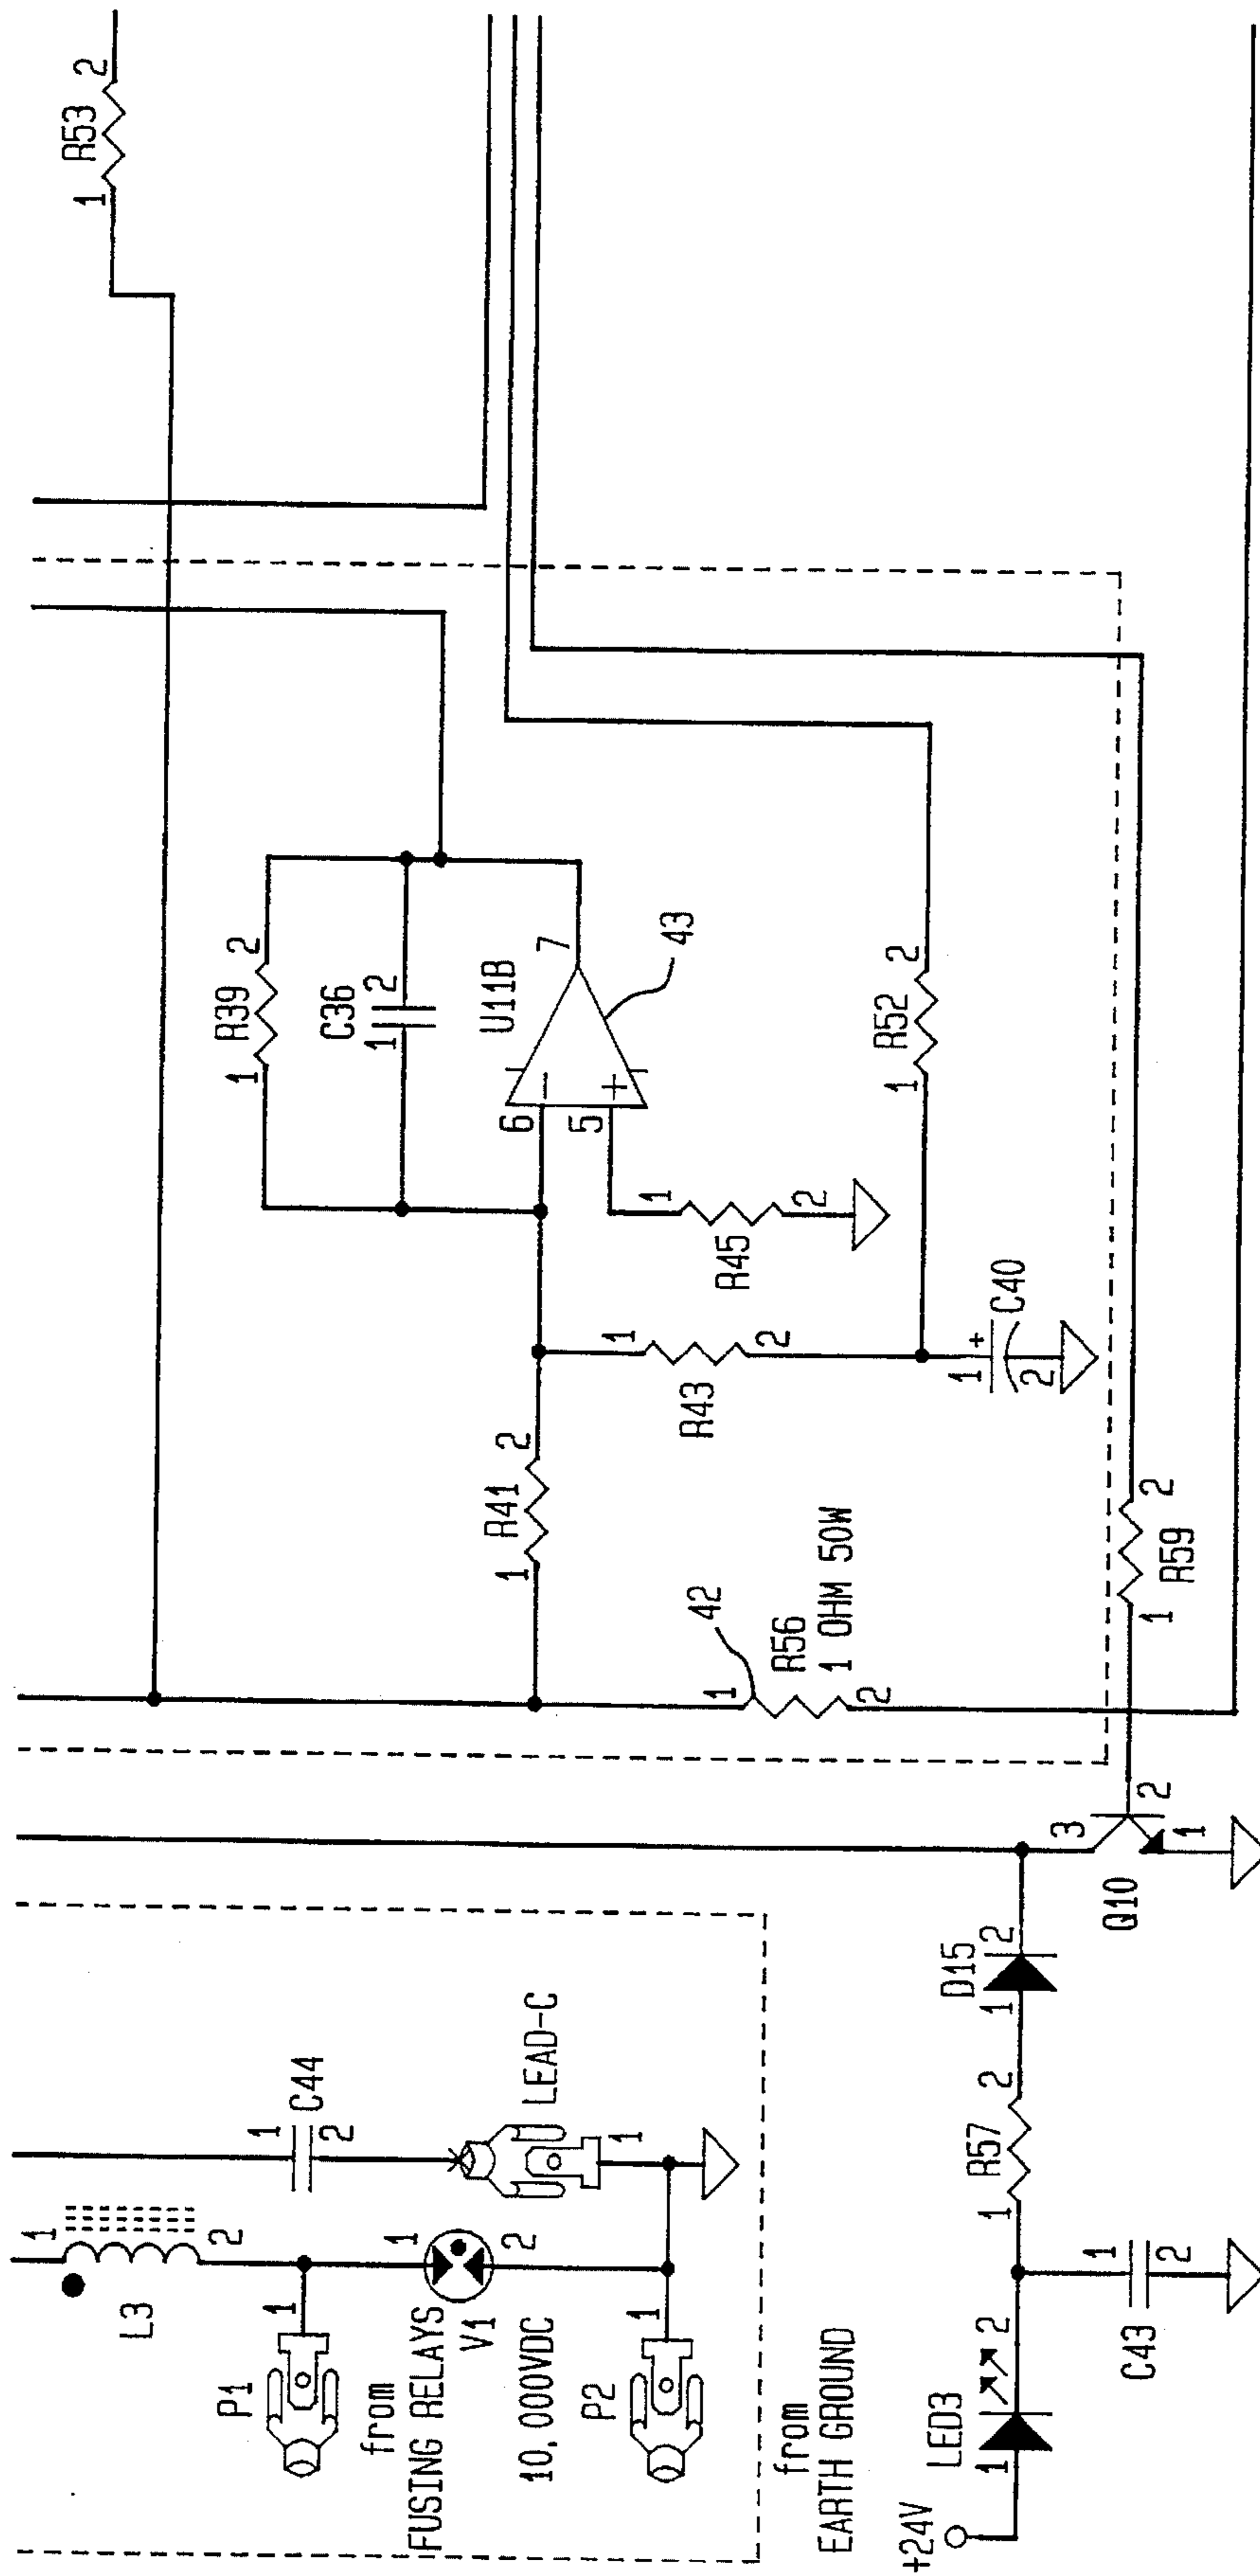 P1
1
from
FUSING RELAYS
L3
1
2
V1
1
2
10,000VDC
C44
1
2
LEAD-C
1
P2
1
from
EARTH GROUND
+24V
LED3
1
2
C43
1
2
R57
1
2
D15
1
2
Q10
3
2
1
R59
1
2
R56
1 OHM 50W
1
2
42
R41
1
2
R43
1
2
C40
1
+
2
R45
1
2
R52
1
2
R39
1
2
C36
1
2
U11B
6
5
7
−
+
43
R53
1
2